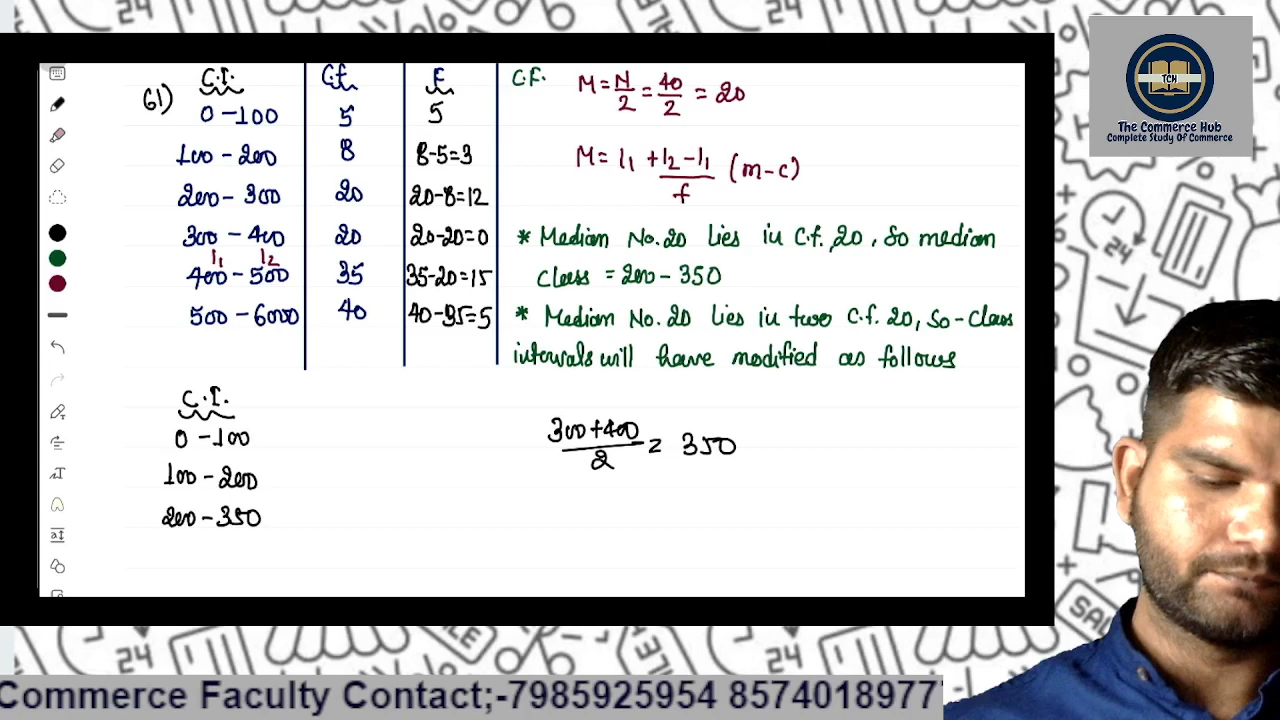 TCH
The Commerce Hub
Complete Study Of Commerce
61)
C.I. C.f. F C.F.
0 - 100 5 5
100 - 200 8 8-5=3
200 - 300 20 20-8=12
300 - 400 20 20-20=0
l₁ l₂
400 - 500 35 35-20=15
500 - 6000 40 40-35=5
M = N/2 = 40/2 = 20
M = l₁ + l₂ - l₁/f (m - c)
* Median No. 20 lies in C.f. 20, So median
class = 200 - 350
* Median No. 20 lies in two C.f. 20, So - class
intervals will have modified as follows
C.I.
0 - 100
100 - 200
200 - 350
300+400/2 = 350
Commerce Faculty Contact;-7985925954 8574018977